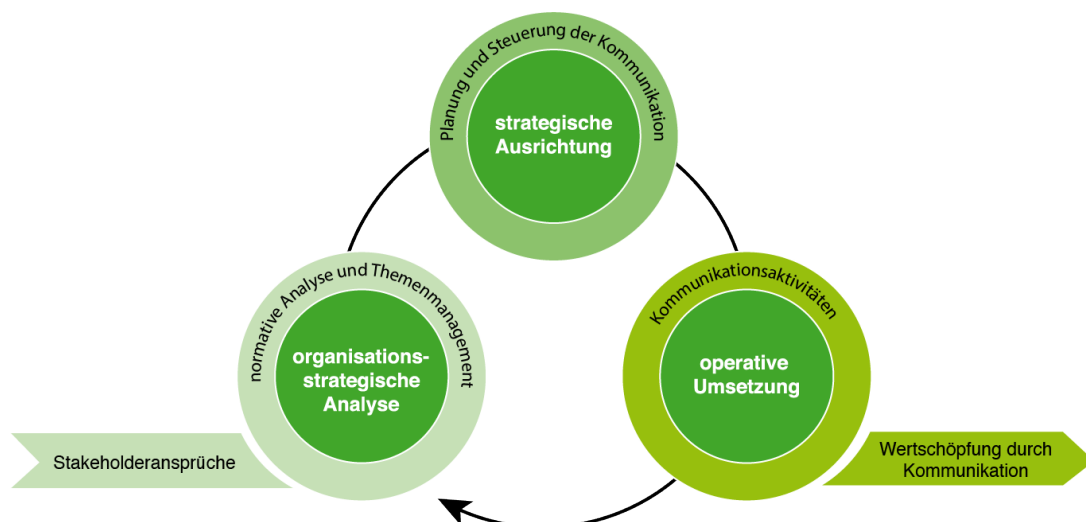 Planung und Steuerung der Kommunikation
strategische
Ausrichtung
normative Analyse und Themenmanagement
organisations-
strategische
Analyse
Kommunikationsaktivitäten
operative
Umsetzung
Stakeholderansprüche
Wertschöpfung durch
Kommunikation